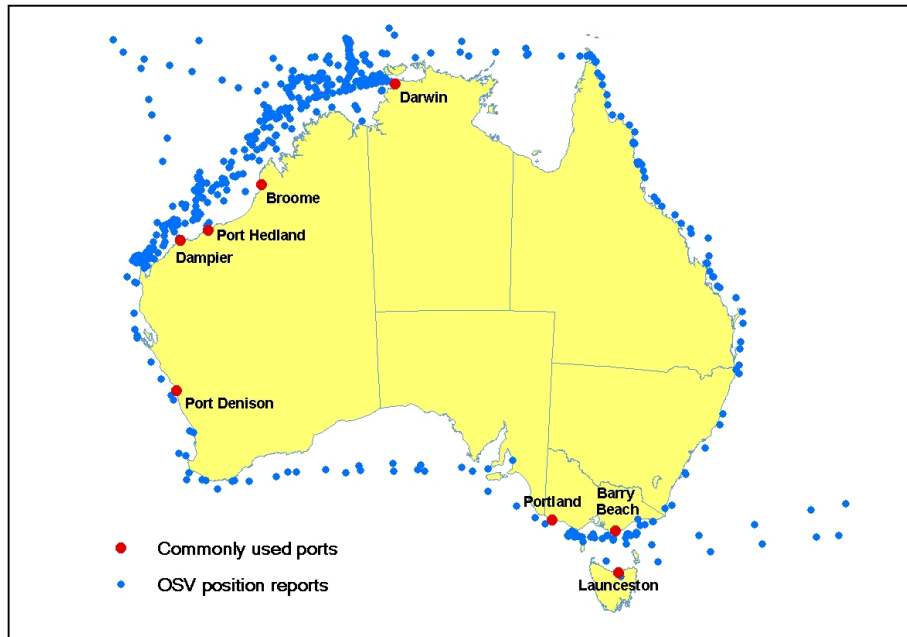 Darwin
Broome
Port Hedland
Dampier
Port Denison
Portland
Barry
Beach
Launceston
Commonly used ports
OSV position reports